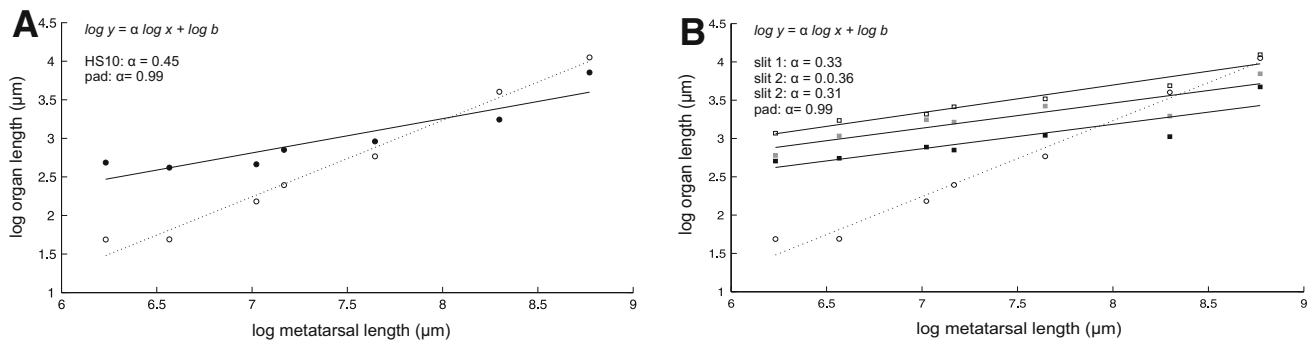 A
log y = α log x + log b
HS10: α = 0.45
pad: α= 0.99
log organ length (µm)
4.5
4
3.5
3
2.5
2
1.5
1
6
6.5
7
7.5
8
8.5
9
log metatarsal length (µm)
B
log y = α log x + log b
slit 1: α = 0.33
slit 2: α = 0.0.36
slit 2: α = 0.31
pad: α= 0.99
log organ length (µm)
4.5
4
3.5
3
2.5
2
1.5
1
6
6.5
7
7.5
8
8.5
9
log metatarsal length (µm)